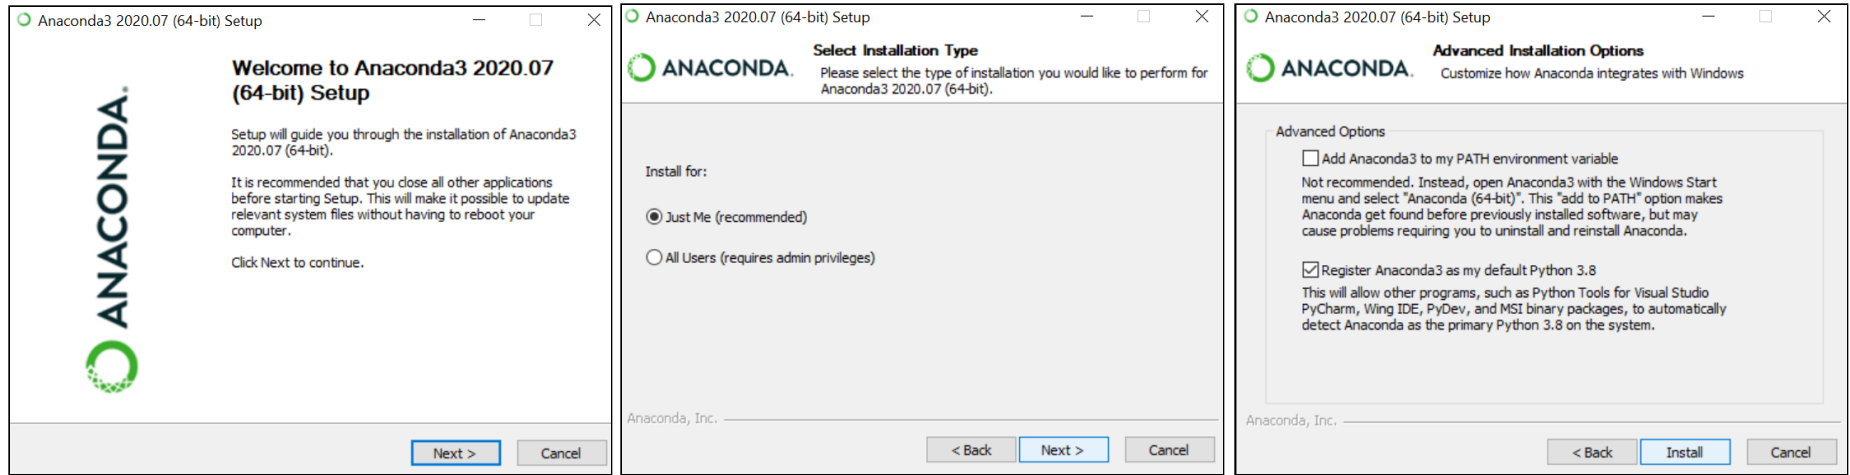 Anaconda3 2020.07 (64-bit) Setup
ANACONDA.
Welcome to Anaconda3 2020.07
(64-bit) Setup
Setup will guide you through the installation of Anaconda3
2020.07 (64-bit).
It is recommended that you close all other applications
before starting Setup. This will make it possible to update
relevant system files without having to reboot your
computer.
Click Next to continue.
Next >
Cancel
Anaconda3 2020.07 (64-bit) Setup
ANACONDA.
Select Installation Type
Please select the type of installation you would like to perform for
Anaconda3 2020.07 (64-bit).
Install for:
Just Me (recommended)
All Users (requires admin privileges)
Anaconda, Inc.
< Back
Next >
Cancel
Anaconda3 2020.07 (64-bit) Setup
ANACONDA.
Advanced Installation Options
Customize how Anaconda integrates with Windows
Advanced Options
Add Anaconda3 to my PATH environment variable
Not recommended. Instead, open Anaconda3 with the Windows Start
menu and select "Anaconda (64-bit)". This "add to PATH" option makes
Anaconda get found before previously installed software, but may
cause problems requiring you to uninstall and reinstall Anaconda.
Register Anaconda3 as my default Python 3.8
This will allow other programs, such as Python Tools for Visual Studio
PyCharm, Wing IDE, PyDev, and MSI binary packages, to automatically
detect Anaconda as the primary Python 3.8 on the system.
Anaconda, Inc.
< Back
Install
Cancel